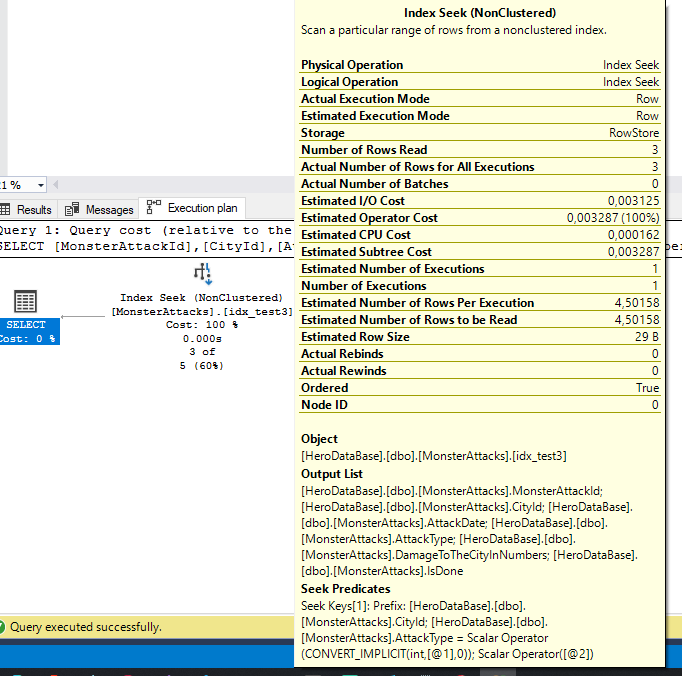 Index Seek (NonClustered)
Scan a particular range of rows from a nonclustered index.
Physical Operation Index Seek
Logical Operation Index Seek
Actual Execution Mode Row
Estimated Execution Mode Row
Storage RowStore
Number of Rows Read 3
Actual Number of Rows for All Executions 3
Actual Number of Batches 0
Estimated I/O Cost 0,003125
Estimated Operator Cost 0,003287 (100%)
Estimated CPU Cost 0,000162
Estimated Subtree Cost 0,003287
Estimated Number of Executions 1
Number of Executions 1
Estimated Number of Rows Per Execution 4,50158
Estimated Number of Rows to be Read 4,50158
Estimated Row Size 29 B
Actual Rebinds 0
Actual Rewinds 0
Ordered True
Node ID 0
Object
[HeroDataBase].[dbo].[MonsterAttacks].[idx_test3]
Output List
[HeroDataBase].[dbo].[MonsterAttacks].MonsterAttackId;
[HeroDataBase].[dbo].[MonsterAttacks].CityId; [HeroDataBase].
[dbo].[MonsterAttacks].AttackDate; [HeroDataBase].[dbo].
[MonsterAttacks].AttackType; [HeroDataBase].[dbo].
[MonsterAttacks].DamageToTheCityInNumbers; [HeroDataBase].
[dbo].[MonsterAttacks].IsDone
Seek Predicates
Seek Keys[1]: Prefix: [HeroDataBase].[dbo].
[MonsterAttacks].CityId; [HeroDataBase].[dbo].
[MonsterAttacks].AttackType = Scalar Operator
(CONVERT_IMPLICIT(int,[@1],0)); Scalar Operator([@2])
1 %
Results Messages Execution plan
Query 1: Query cost (relative to the
SELECT [MonsterAttackId],[CityId],[A
SELECT
Cost: 0 %
Index Seek (NonClustered)
[MonsterAttacks].[idx_test3]
Cost: 100 %
0.000s
3 of
5 (60%)
Query executed successfully.